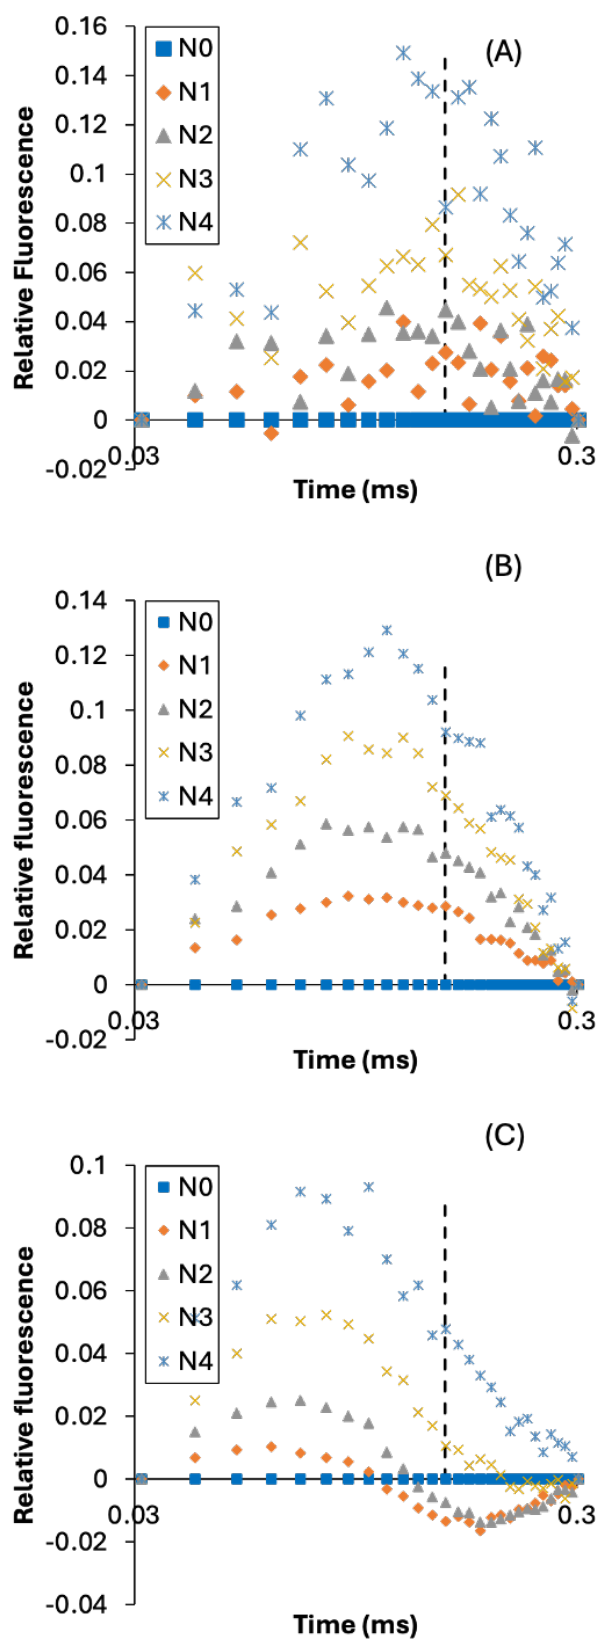 (A)
0.16
0.14
0.12
0.1
0.08
0.06
0.04
0.02
0
-0.02
Relative Fluorescence
N0
N1
N2
N3
N4
0.03
0.3
Time (ms)
(B)
0.14
0.12
0.1
0.08
0.06
0.04
0.02
0
-0.02
Relative fluorescence
N0
N1
N2
N3
N4
0.03
0.3
Time (ms)
(C)
0.1
0.08
0.06
0.04
0.02
0
-0.02
-0.04
Relative fluorescence
N0
N1
N2
N3
N4
0.03
0.3
Time (ms)